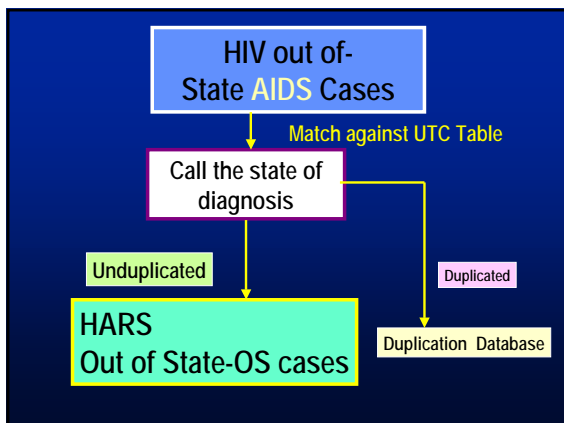 HIV out of-
State AIDS Cases
Match against UTC Table
Call the state of
diagnosis
Unduplicated
Duplicated
HARS
Out of State-OS cases
Duplication Database